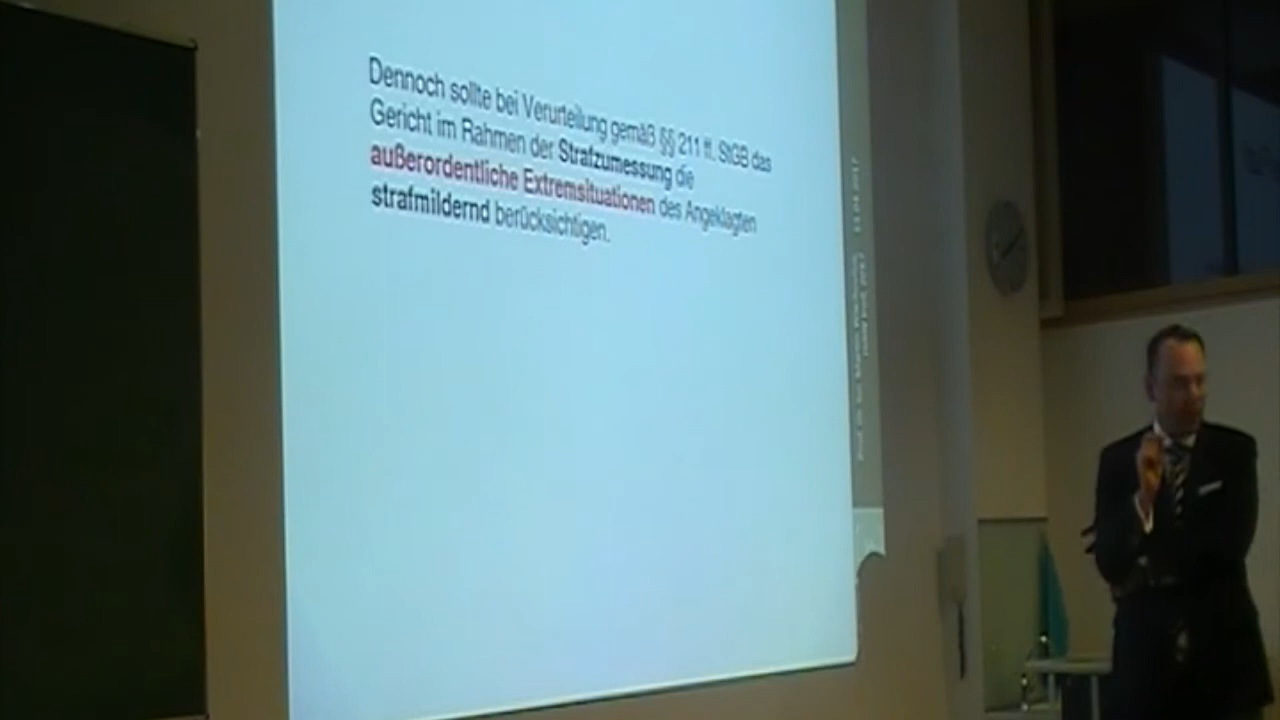 Dennoch sollte bei Verurteilung gemäß §§ 211 ff. StGB das
Gericht im Rahmen der Strafzumessung die
außerordentliche Extremsituationen des Angeklagten
strafmildernd berücksichtigen.